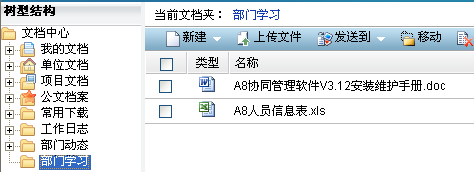 树型结构
文档中心
我的文档
单位文档
项目文档
公文档案
常用下载
工作日志
部门动态
部门学习
当前文档夹： 部门学习
新建 上传文件 发送到 移动
类型 名称
A8协同管理软件V3.12安装维护手册.doc
A8人员信息表.xls